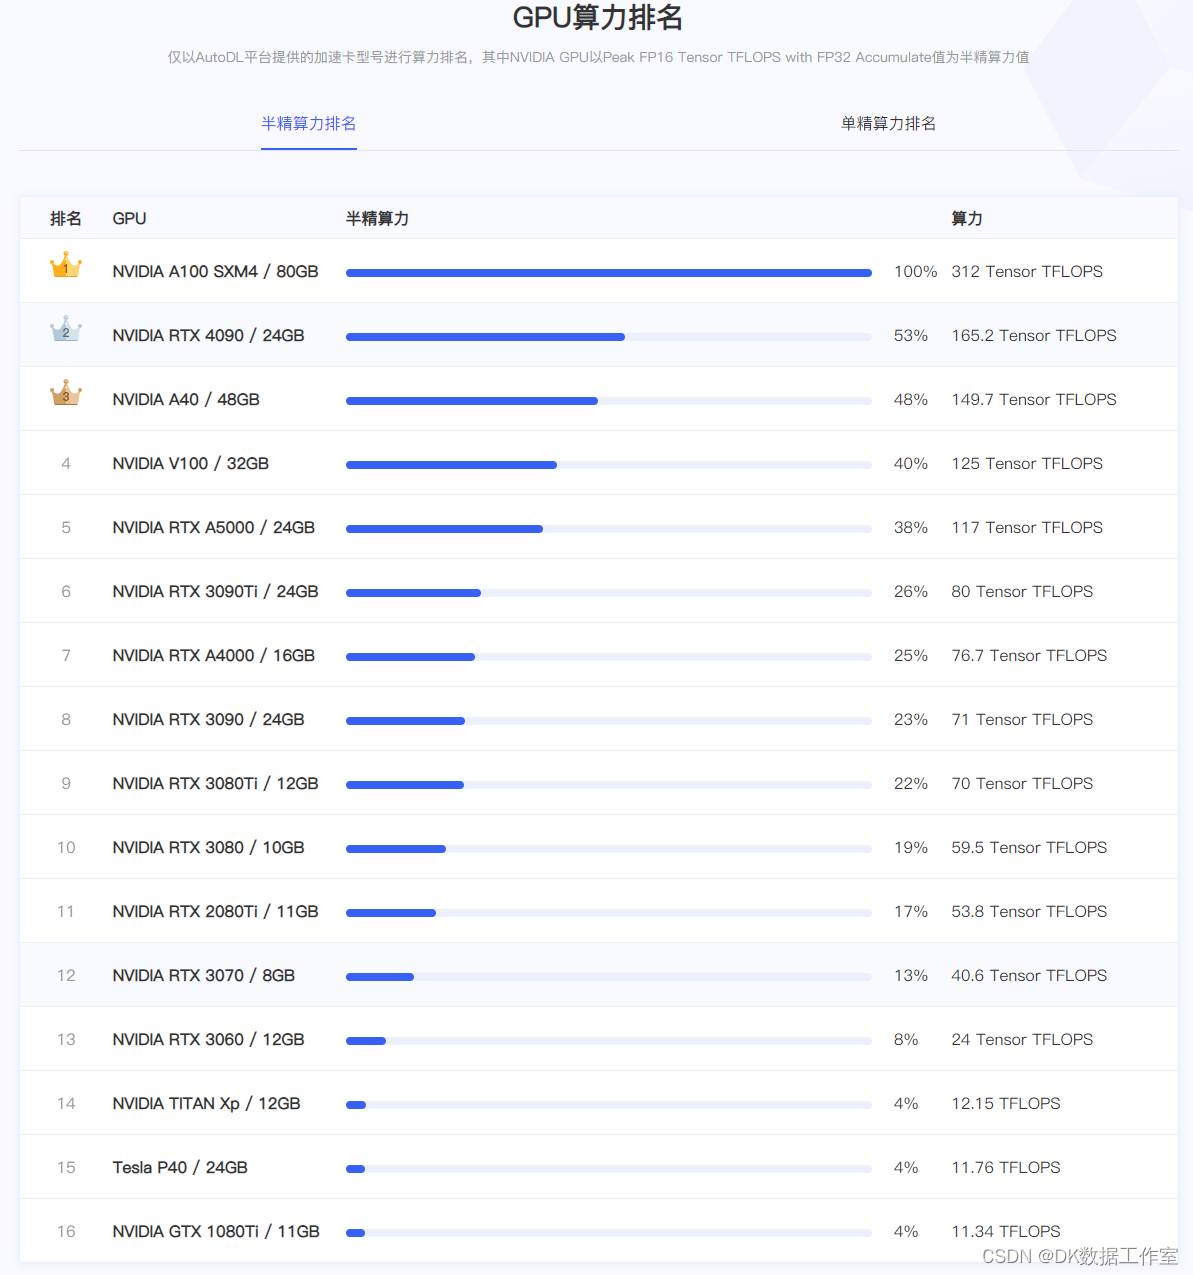 GPU算力排名
仅以AutoDL平台提供的加速卡型号进行算力排名，其中NVIDIA GPU以Peak FP16 Tensor TFLOPS with FP32 Accumulate值为半精算力值
半精算力排名 单精算力排名
排名 GPU 半精算力 算力
1 NVIDIA A100 SXM4 / 80GB 100% 312 Tensor TFLOPS
2 NVIDIA RTX 4090 / 24GB 53% 165.2 Tensor TFLOPS
3 NVIDIA A40 / 48GB 48% 149.7 Tensor TFLOPS
4 NVIDIA V100 / 32GB 40% 125 Tensor TFLOPS
5 NVIDIA RTX A5000 / 24GB 38% 117 Tensor TFLOPS
6 NVIDIA RTX 3090Ti / 24GB 26% 80 Tensor TFLOPS
7 NVIDIA RTX A4000 / 16GB 25% 76.7 Tensor TFLOPS
8 NVIDIA RTX 3090 / 24GB 23% 71 Tensor TFLOPS
9 NVIDIA RTX 3080Ti / 12GB 22% 70 Tensor TFLOPS
10 NVIDIA RTX 3080 / 10GB 19% 59.5 Tensor TFLOPS
11 NVIDIA RTX 2080Ti / 11GB 17% 53.8 Tensor TFLOPS
12 NVIDIA RTX 3070 / 8GB 13% 40.6 Tensor TFLOPS
13 NVIDIA RTX 3060 / 12GB 8% 24 Tensor TFLOPS
14 NVIDIA TITAN Xp / 12GB 4% 12.15 TFLOPS
15 Tesla P40 / 24GB 4% 11.76 TFLOPS
16 NVIDIA GTX 1080Ti / 11GB 4% 11.34 TFLOPS
CSDN @DK数据工作室